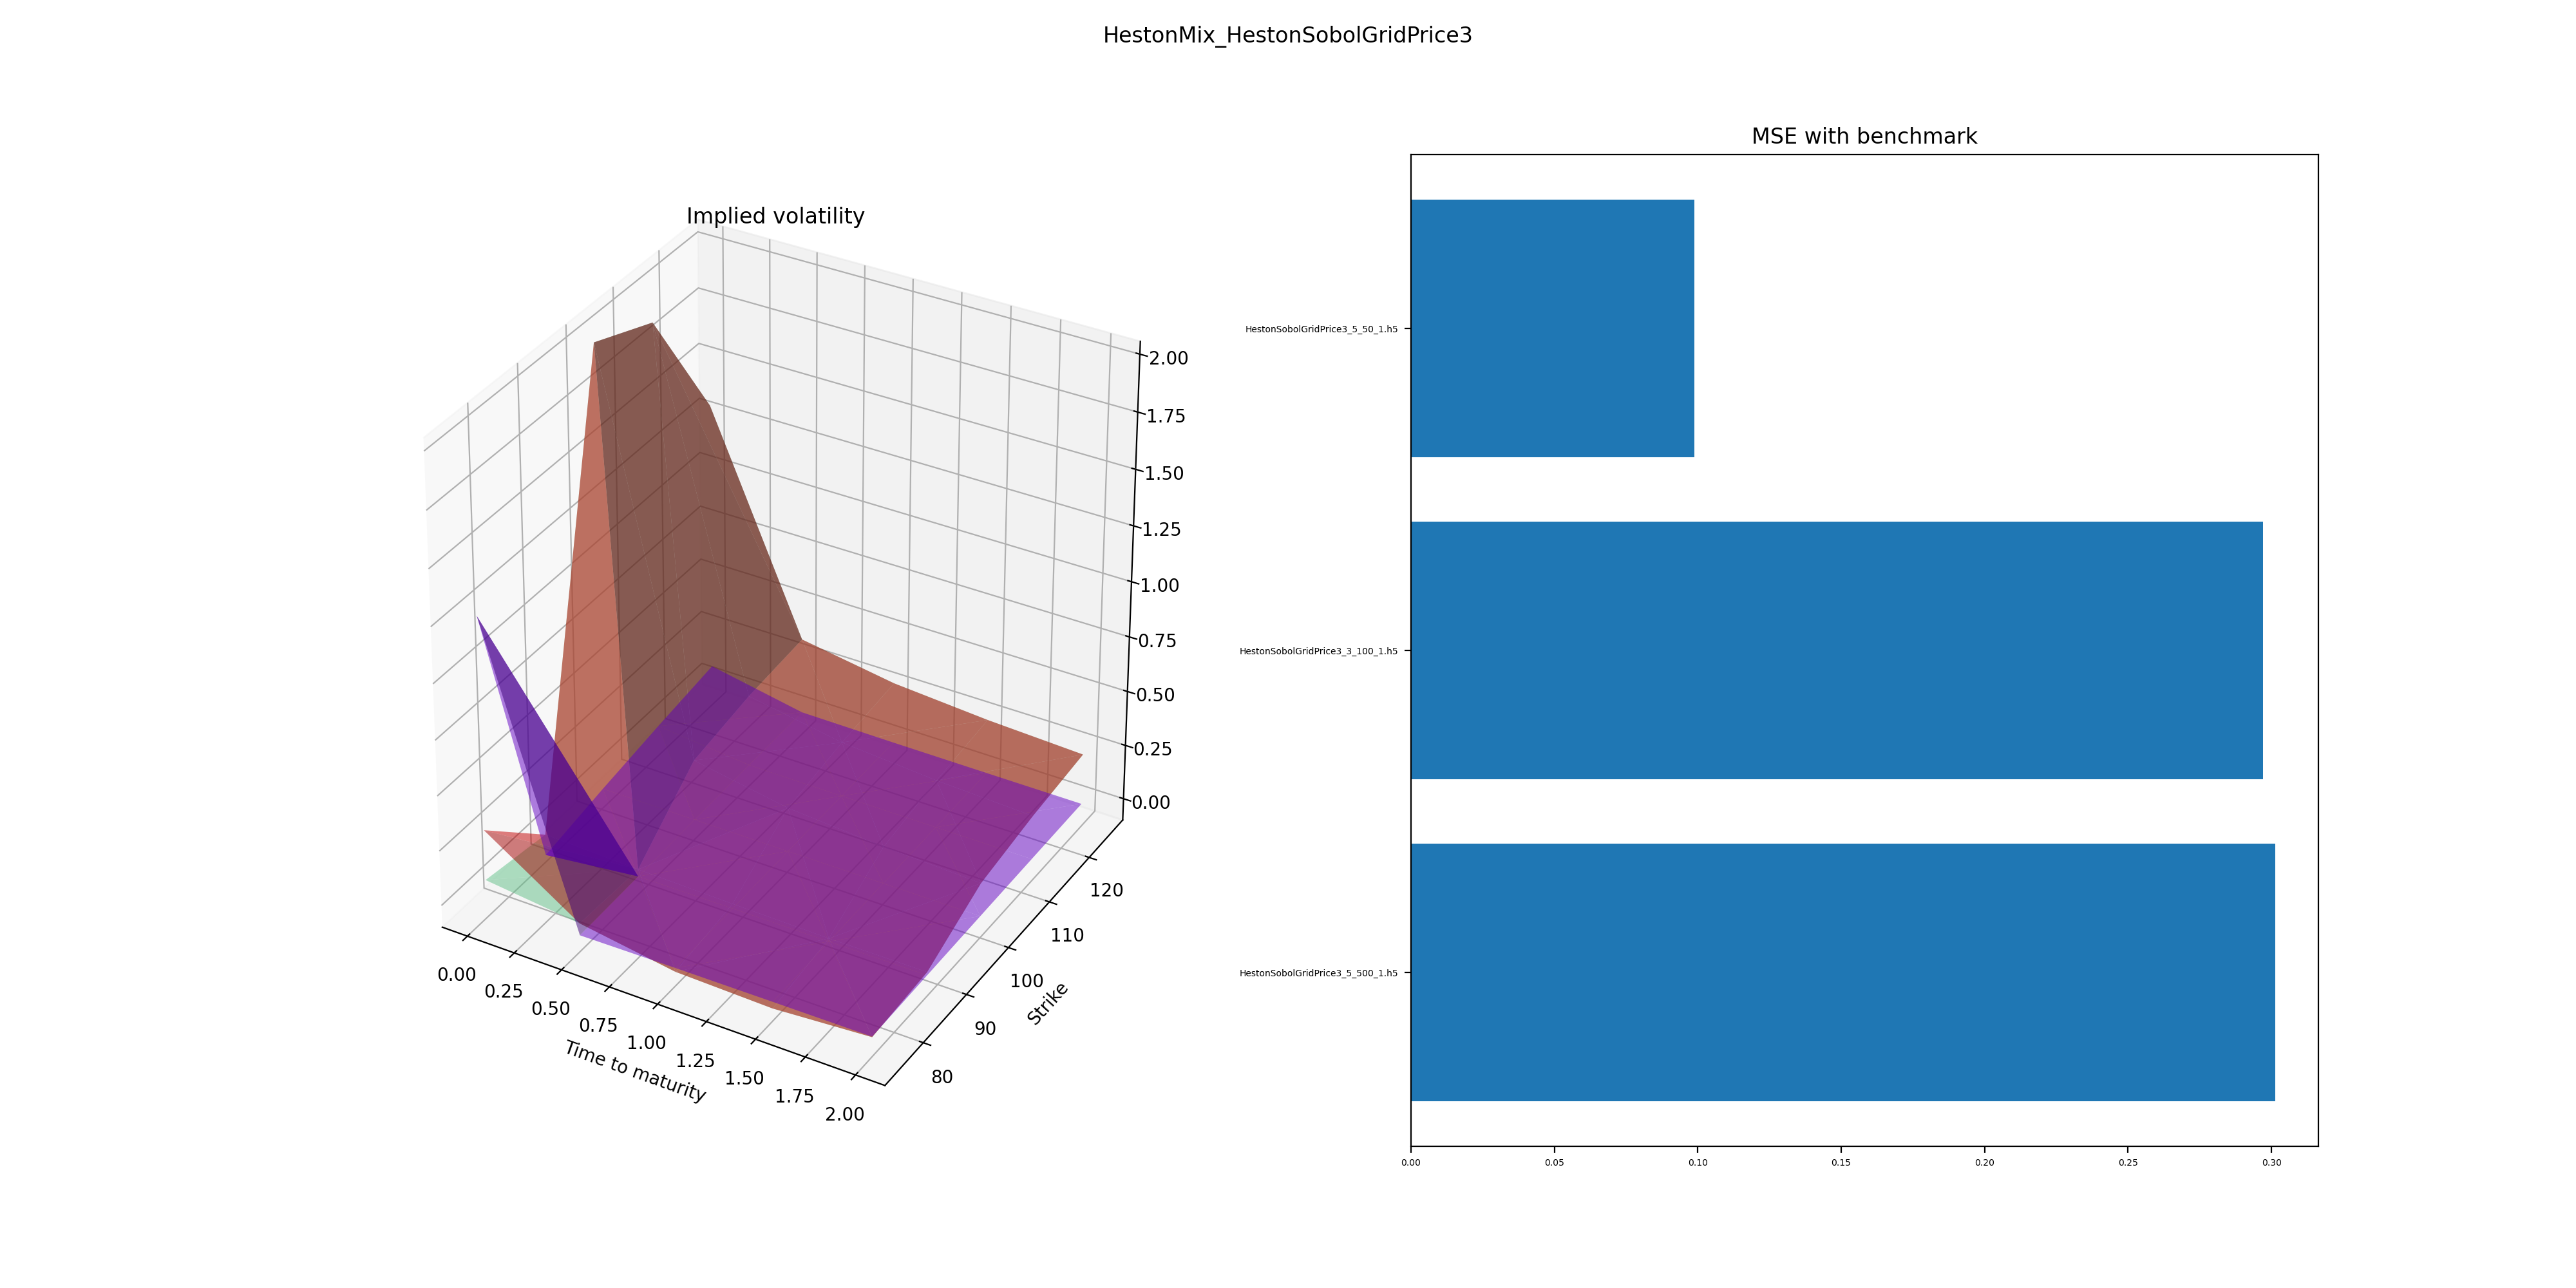 HestonMix_HestonSobolGridPrice3
Implied volatility
2.00
1.75
1.50
1.25
1.00
0.75
0.50
0.25
0.00
120
110
100
90
80
Strike
0.00
0.25
0.50
0.75
1.00
1.25
1.50
1.75
2.00
Time to maturity
MSE with benchmark
HestonSobolGridPrice3_5_50_1.h5
HestonSobolGridPrice3_3_100_1.h5
HestonSobolGridPrice3_5_500_1.h5
0.00 0.05 0.10 0.15 0.20 0.25 0.30